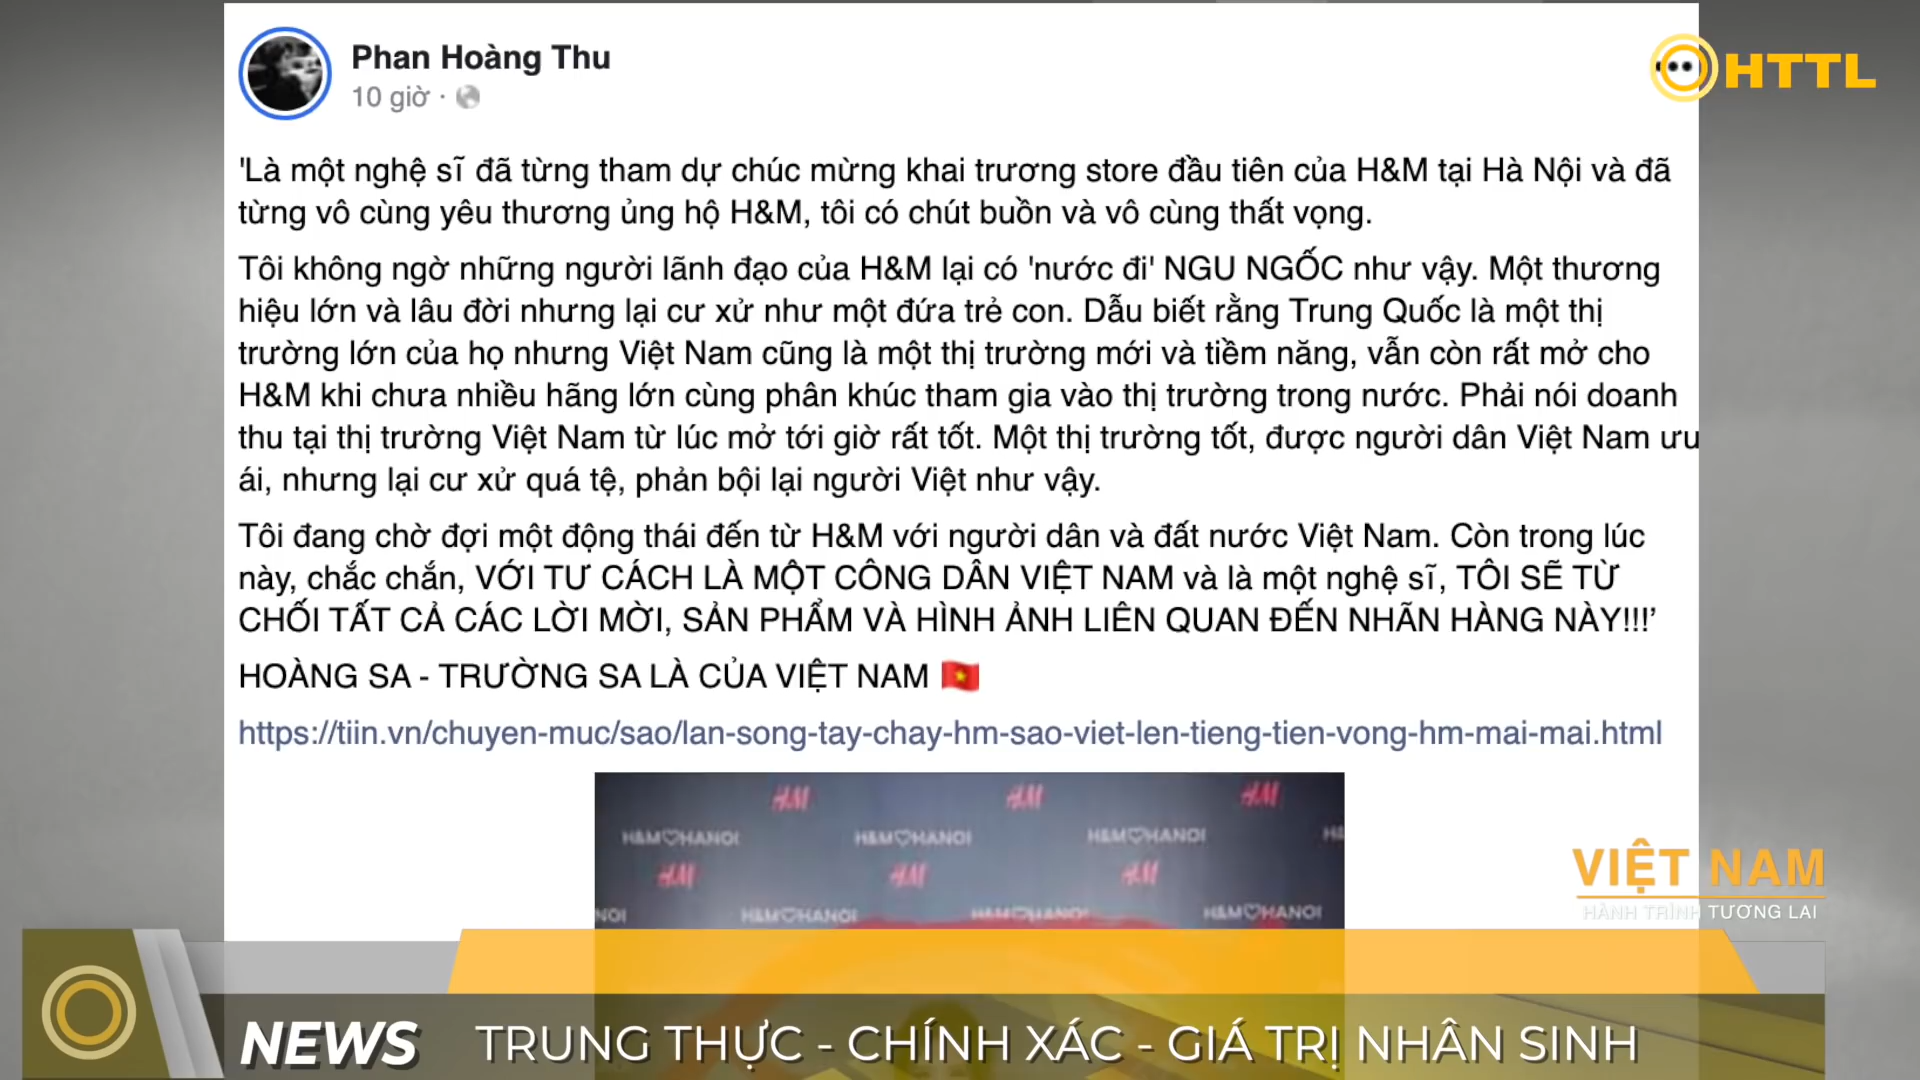 Phan Hoàng Thu
10 giờ ·
HTTL
'Là một nghệ sĩ đã từng tham dự chúc mừng khai trương store đầu tiên của H&M tại Hà Nội và đã
từng vô cùng yêu thương ủng hộ H&M, tôi có chút buồn và vô cùng thất vọng.
Tôi không ngờ những người lãnh đạo của H&M lại có 'nước đi' NGU NGỐC như vậy. Một thương
hiệu lớn và lâu đời nhưng lại cư xử như một đứa trẻ con. Dẫu biết rằng Trung Quốc là một thị
trường lớn của họ nhưng Việt Nam cũng là một thị trường mới và tiềm năng, vẫn còn rất mở cho
H&M khi chưa nhiều hãng lớn cùng phân khúc tham gia vào thị trường trong nước. Phải nói doanh
thu tại thị trường Việt Nam từ lúc mở tới giờ rất tốt. Một thị trường tốt, được người dân Việt Nam ưu
ái, nhưng lại cư xử quá tệ, phản bội lại người Việt như vậy.
Tôi đang chờ đợi một động thái đến từ H&M với người dân và đất nước Việt Nam. Còn trong lúc
này, chắc chắn, VỚI TƯ CÁCH LÀ MỘT CÔNG DÂN VIỆT NAM và là một nghệ sĩ, TÔI SẼ TỪ
CHỐI TẤT CẢ CÁC LỜI MỜI, SẢN PHẨM VÀ HÌNH ẢNH LIÊN QUAN ĐẾN NHÃN HÀNG NÀY!!!’
HOÀNG SA - TRƯỜNG SA LÀ CỦA VIỆT NAM
https://tiin.vn/chuyen-muc/sao/lan-song-tay-chay-hm-sao-viet-len-tieng-tien-vong-hm-mai-mai.html
H&M H&M H&M
H&M♡HANOI H&M♡HANOI H&M♡HANOI H&
H&M H&M H&M
NOI H&M♡HANOI H&M♡HANOI H&M♡HANOI
VIỆT NAM
HÀNH TRÌNH TƯƠNG LAI
NEWS TRUNG THỰC - CHÍNH XÁC - GIÁ TRỊ NHÂN SINH